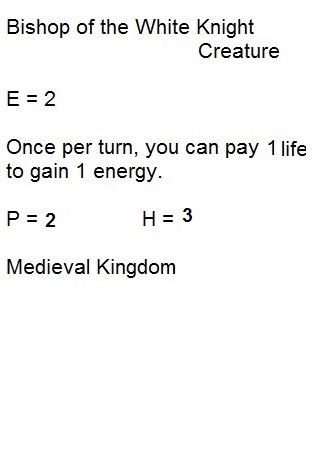 Bishop of the White Knight
Creature
E = 2
Once per turn, you can pay 1 life
to gain 1 energy.
P = 2 H = 3
Medieval Kingdom